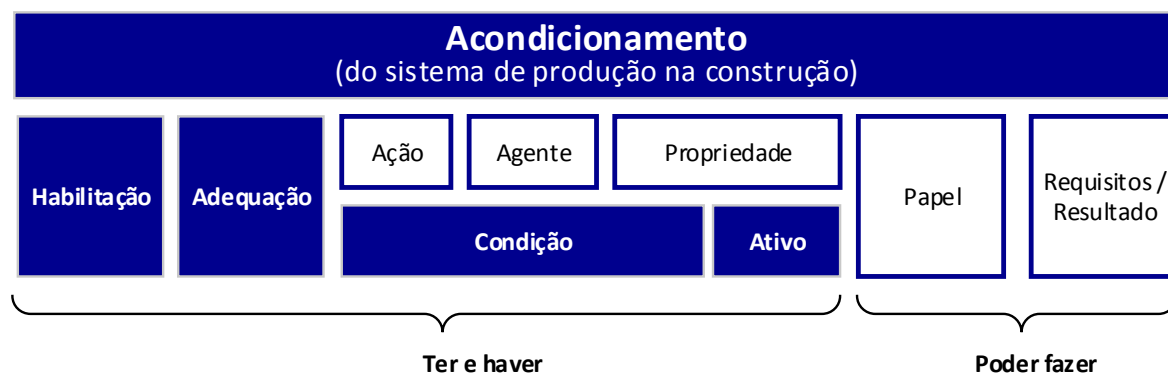 Acondicionamento
(do sistema de produção na construção)
Habilitação
Adequação
Ação
Agente
Propriedade
Condição
Ativo
Papel
Requisitos /
Resultado
Ter e haver
Poder fazer